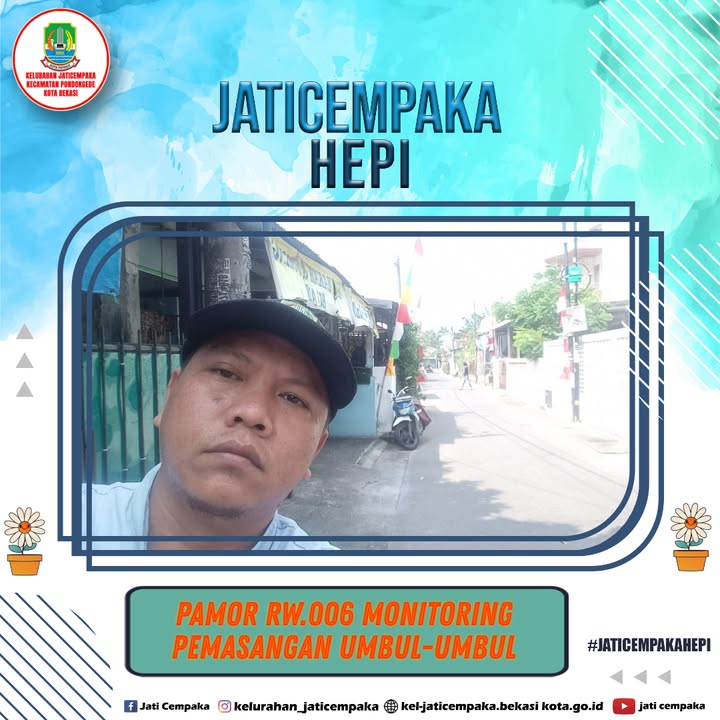 KELURAHAN JATICEMPAKA
KECAMATAN PONDOKGEDE
KOTA BEKASI
JATICEMPAKA
HEPI
PAMOR RW.006 MONITORING
PEMASANGAN UMBUL-UMBUL
#JATICEMPAKAHEPI
Jati Cempaka kelurahan_jaticempaka kel-jaticempaka.bekasi kota.go.id jati cempaka